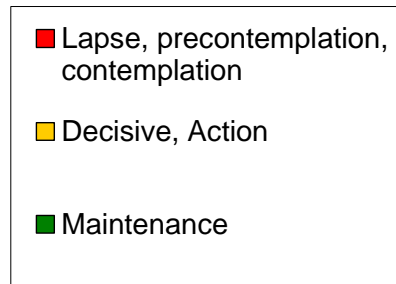 Lapse, precontemplation,
contemplation
Decisive, Action
Maintenance